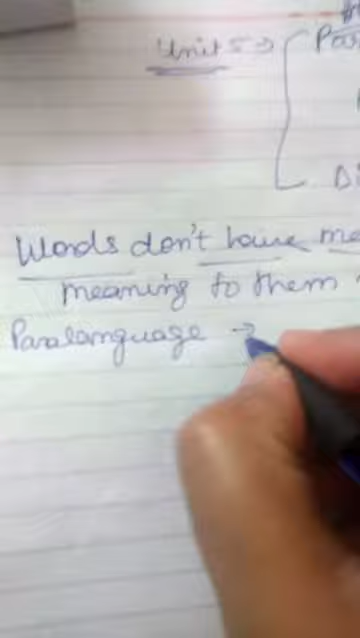 Unit 5 →
Words don't have
meaning to them
Paralanguage →